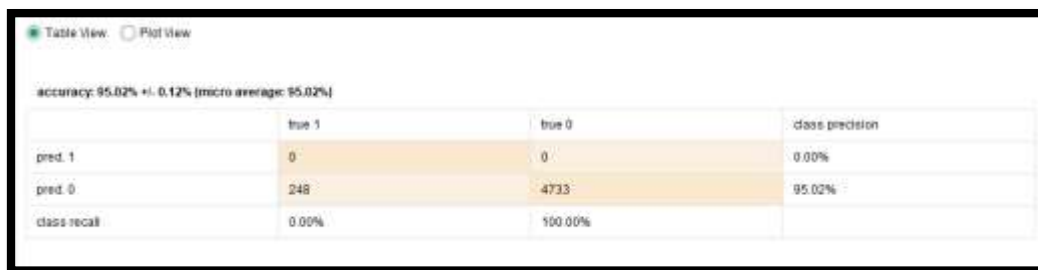 Table View Plot View
accuracy: 95.02% +/- 0.12% (micro average: 95.02%)
true 1 true 0 class precision
pred. 1 0 0 0.00%
pred. 0 248 4733 95.02%
class recall 0.00% 100.00%